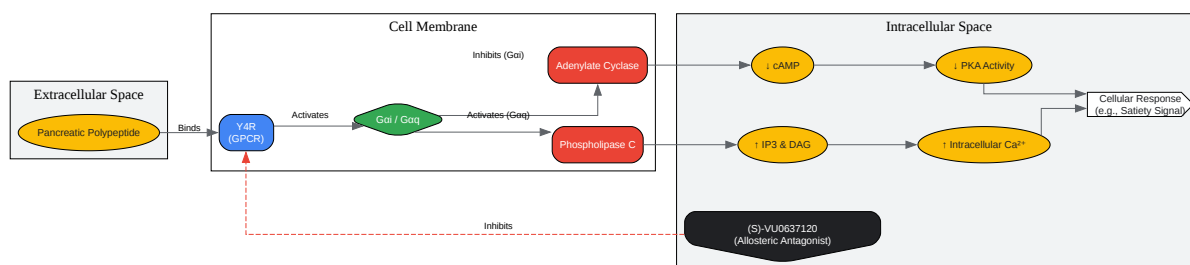 Cell Membrane
Intracellular Space
Extracellular Space
Pancreatic Polypeptide
Binds
Y4R
(GPCR)
Activates
Gαi / Gαq
Inhibits (Gαi)
Activates (Gαq)
Adenylate Cyclase
Phospholipase C
↓ cAMP
↓ PKA Activity
↑ IP3 & DAG
↑ Intracellular Ca²⁺
Cellular Response
(e.g., Satiety Signal)
Inhibits
(S)-VU0637120
(Allosteric Antagonist)